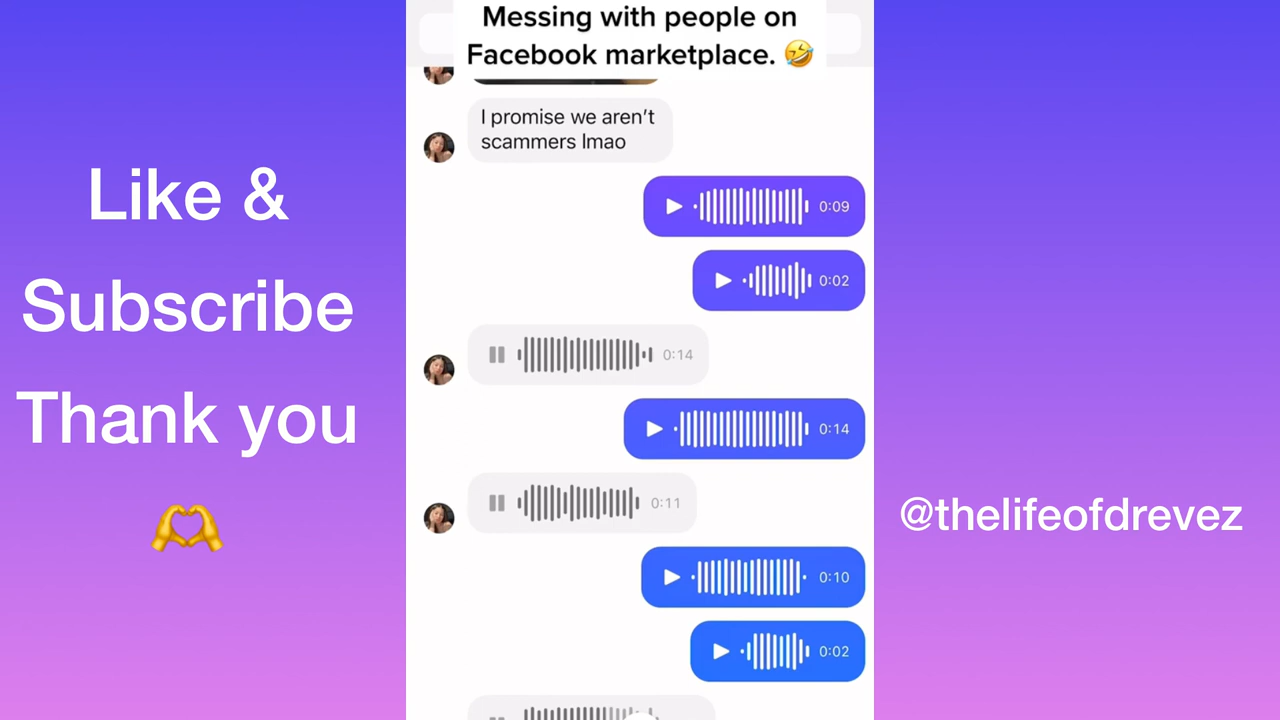 Messing with people on
Facebook marketplace. 🤣
I promise we aren't
scammers lmao
0:09
0:02
0:14
0:14
0:11
0:10
0:02
Like &
Subscribe
Thank you
🫶
@thelifeofdrevez